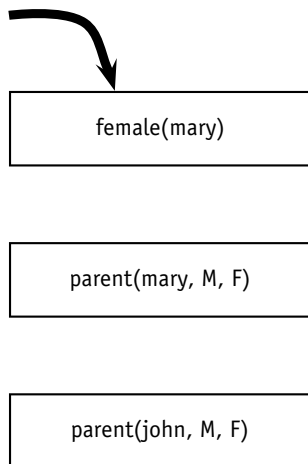 female(mary)
parent(mary, M, F)
parent(john, M, F)